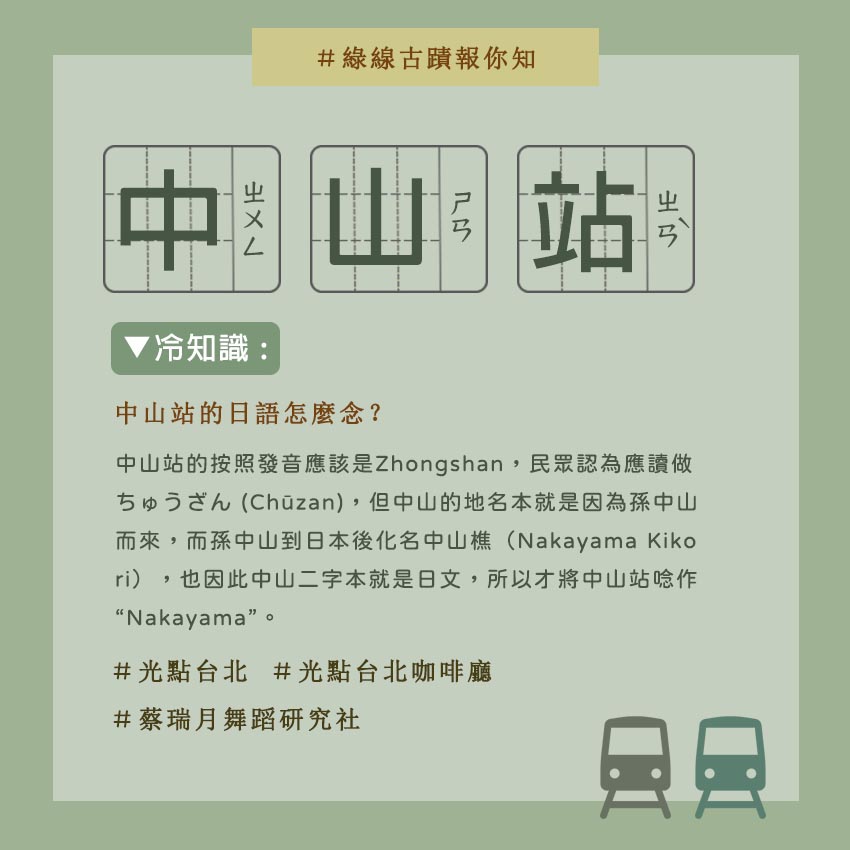 #綠線古蹟報你知
中 ㄓㄨㄥ 山 ㄕㄢ 站 ㄓㄢˋ
▼冷知識：
中山站的日語怎麼念？
中山站的按照發音應該是Zhongshan，民眾認為應讀做
ちゅうざん (Chūzan)，但中山的地名本就是因為孫中山
而來，而孫中山到日本後化名中山樵（Nakayama Kiko
ri），也因此中山二字本就是日文，所以才將中山站唸作
“Nakayama”。
#光點台北 #光點台北咖啡廳
#蔡瑞月舞蹈研究社